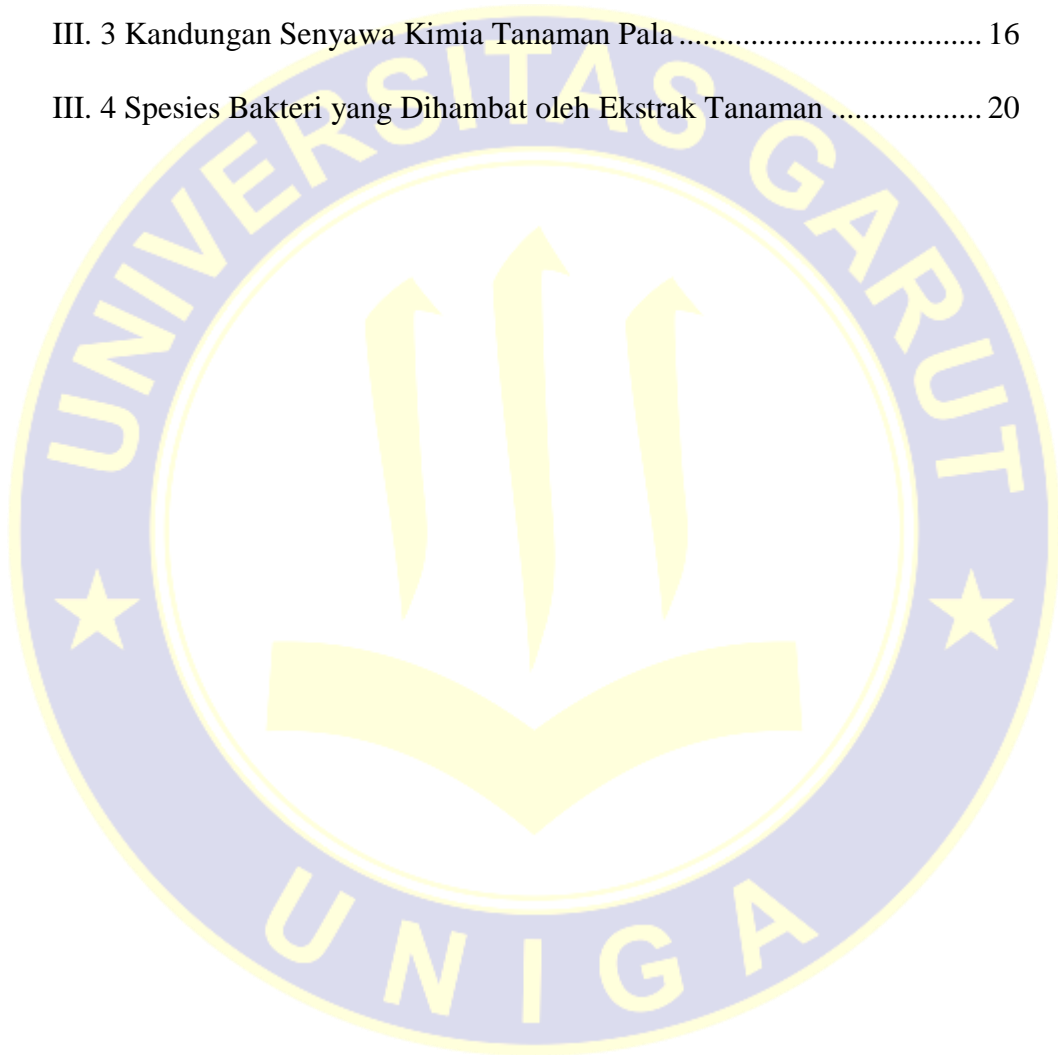 III. 3 Kandungan Senyawa Kimia Tanaman Pala .................................. 16
III. 4 Spesies Bakteri yang Dihambat oleh Ekstrak Tanaman .................. 20
UNIVERSITAS GARUT
UNIGA